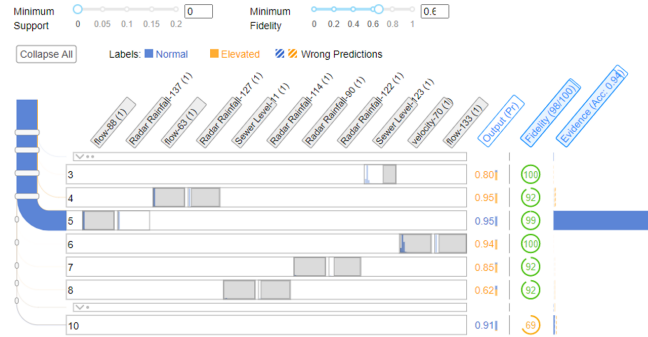 Minimum Support 0 0.05 0.1 0.15 0.2 0
Minimum Fidelity 0 0.2 0.4 0.6 0.8 1 0.6
Collapse All Labels: Normal Elevated Wrong Predictions
flow-88 (1)
Radar Rainfall-137 (1)
flow-63 (1)
Radar Rainfall-127 (1)
Sewer Level-11 (1)
Radar Rainfall-114 (1)
Radar Rainfall-90 (1)
Radar Rainfall-122 (1)
Sewer Level-123 (1)
velocity-70 (1)
flow-133 (1)
Output (Pr)
Fidelity (98/100)
Evidence (Acc: 0.94)
3 0.80 100
4 0.95 92
0 5 0.95 99
0 6 0.94 100
0 7 0.85 92
0 8 0.62 92
0
10 0.91 69